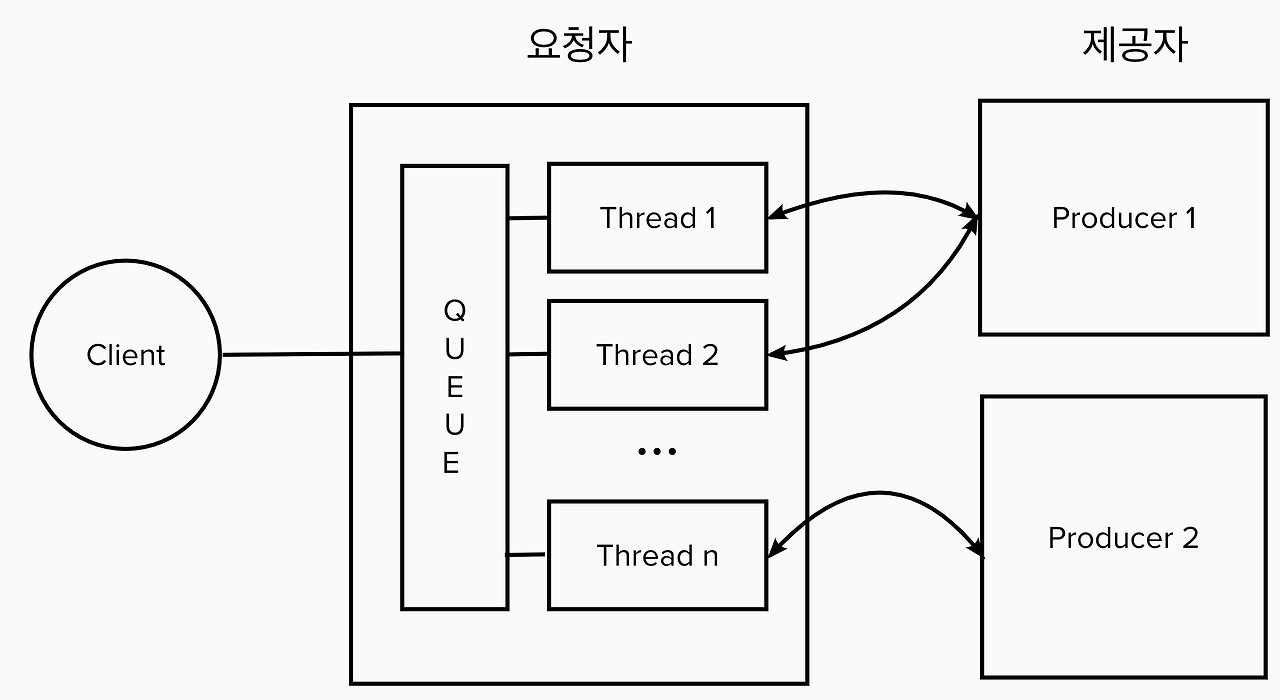 요청자
제공자
Client
Q
U
E
U
E
Thread 1
Thread 2
...
Thread n
Producer 1
Producer 2